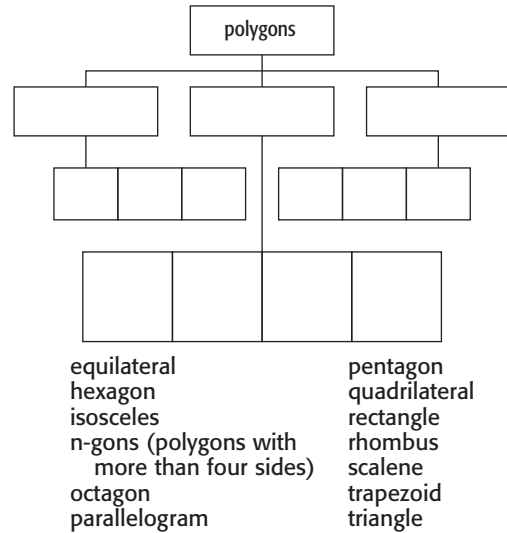 polygons
equilateral
hexagon
isosceles
n-gons (polygons with
more than four sides)
octagon
parallelogram
pentagon
quadrilateral
rectangle
rhombus
scalene
trapezoid
triangle